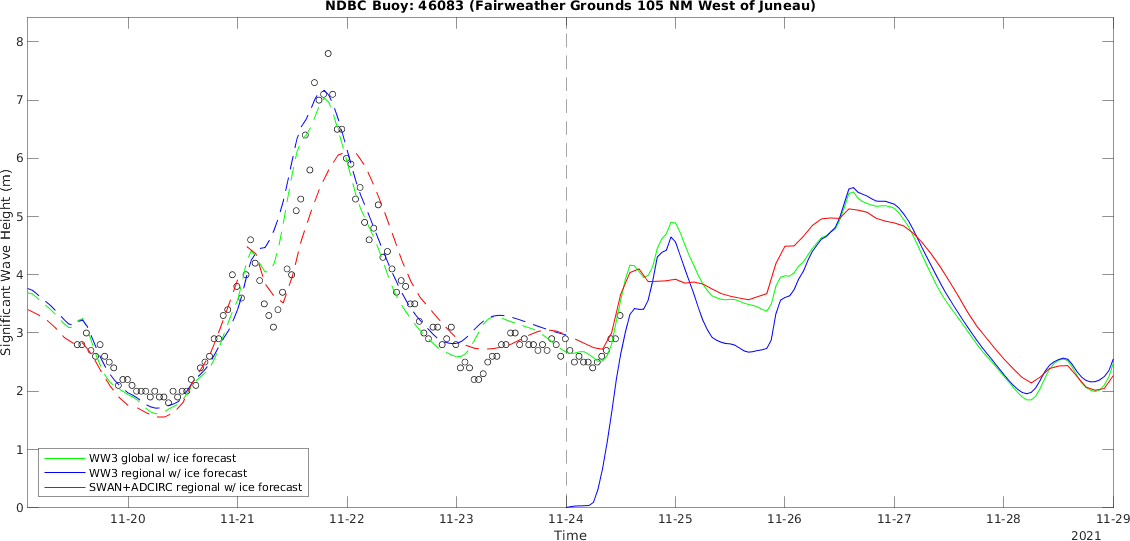 NDBC Buoy: 46083 (Fairweather Grounds 105 NM West of Juneau)
Significant Wave Height (m)
8
7
6
5
4
3
2
1
0
WW3 global w/ ice forecast
WW3 regional w/ ice forecast
SWAN+ADCIRC regional w/ ice forecast
11-20 11-21 11-22 11-23 11-24 11-25 11-26 11-27 11-28 11-29
Time
2021